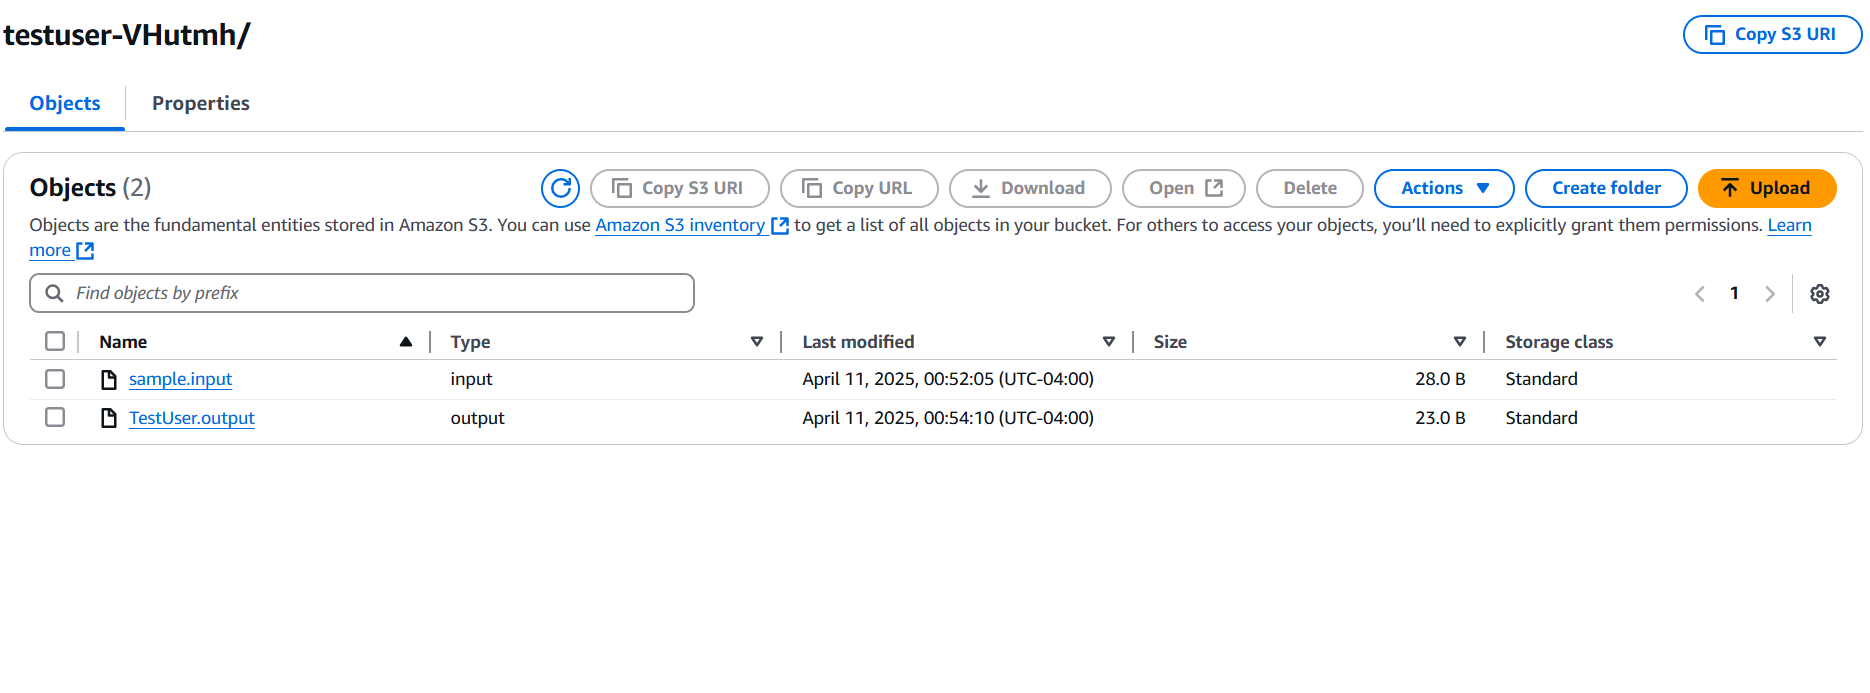 testuser-VHutmh/
Copy S3 URI
Objects
Properties
Objects (2)
Copy S3 URI
Copy URL
Download
Open
Delete
Actions
Create folder
Upload
Objects are the fundamental entities stored in Amazon S3. You can use Amazon S3 inventory to get a list of all objects in your bucket. For others to access your objects, you’ll need to explicitly grant them permissions. Learn
more
Find objects by prefix
1
Name Type Last modified Size Storage class
sample.input input April 11, 2025, 00:52:05 (UTC-04:00) 28.0 B Standard
TestUser.output output April 11, 2025, 00:54:10 (UTC-04:00) 23.0 B Standard